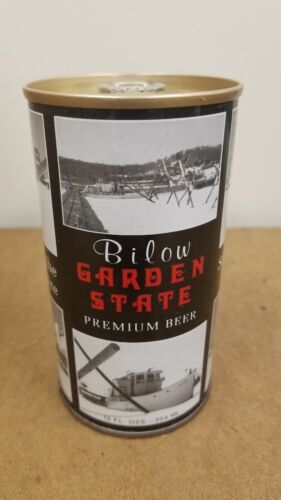 Bilow
GARDEN
STATE
PREMIUM BEER
12 FL. OZS. - 354 ML.